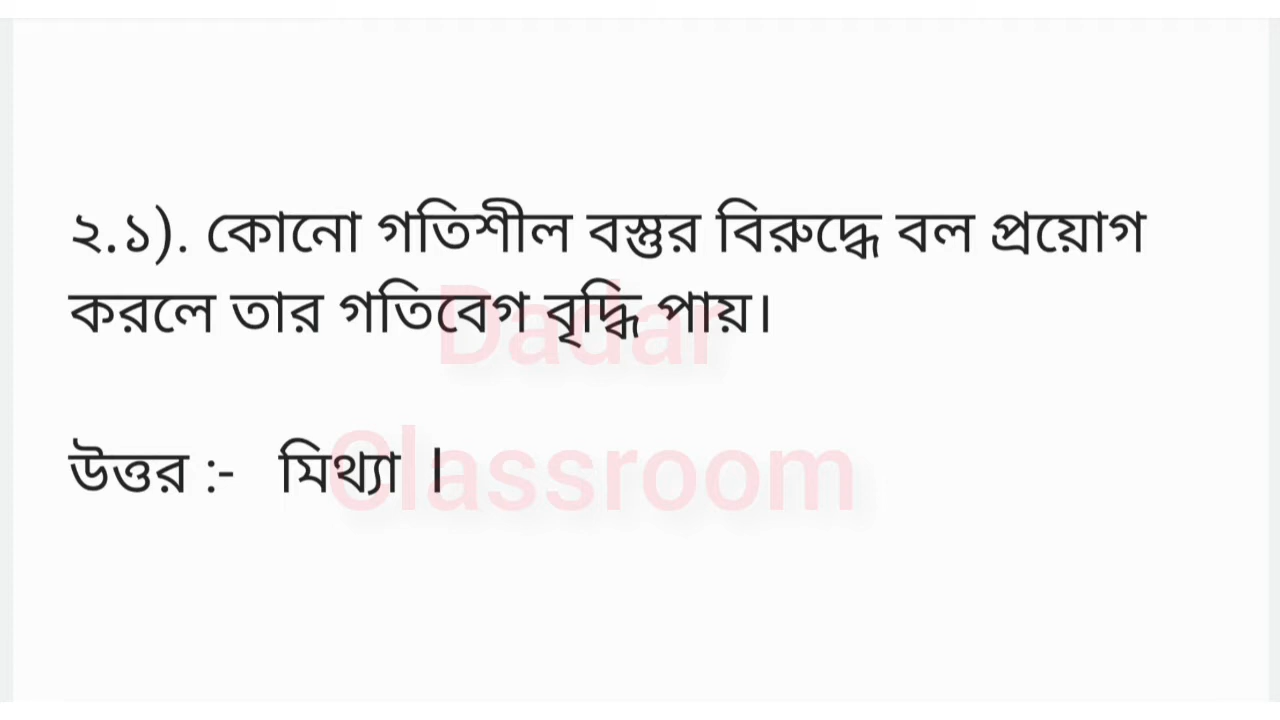 ২.১). কোনো গতিশীল বস্তুর বিরুদ্ধে বল প্রয়োগ
করলে তার গতিবেগ বৃদ্ধি পায়।
Dadar
উত্তর :- মিথ্যা ।
Classroom